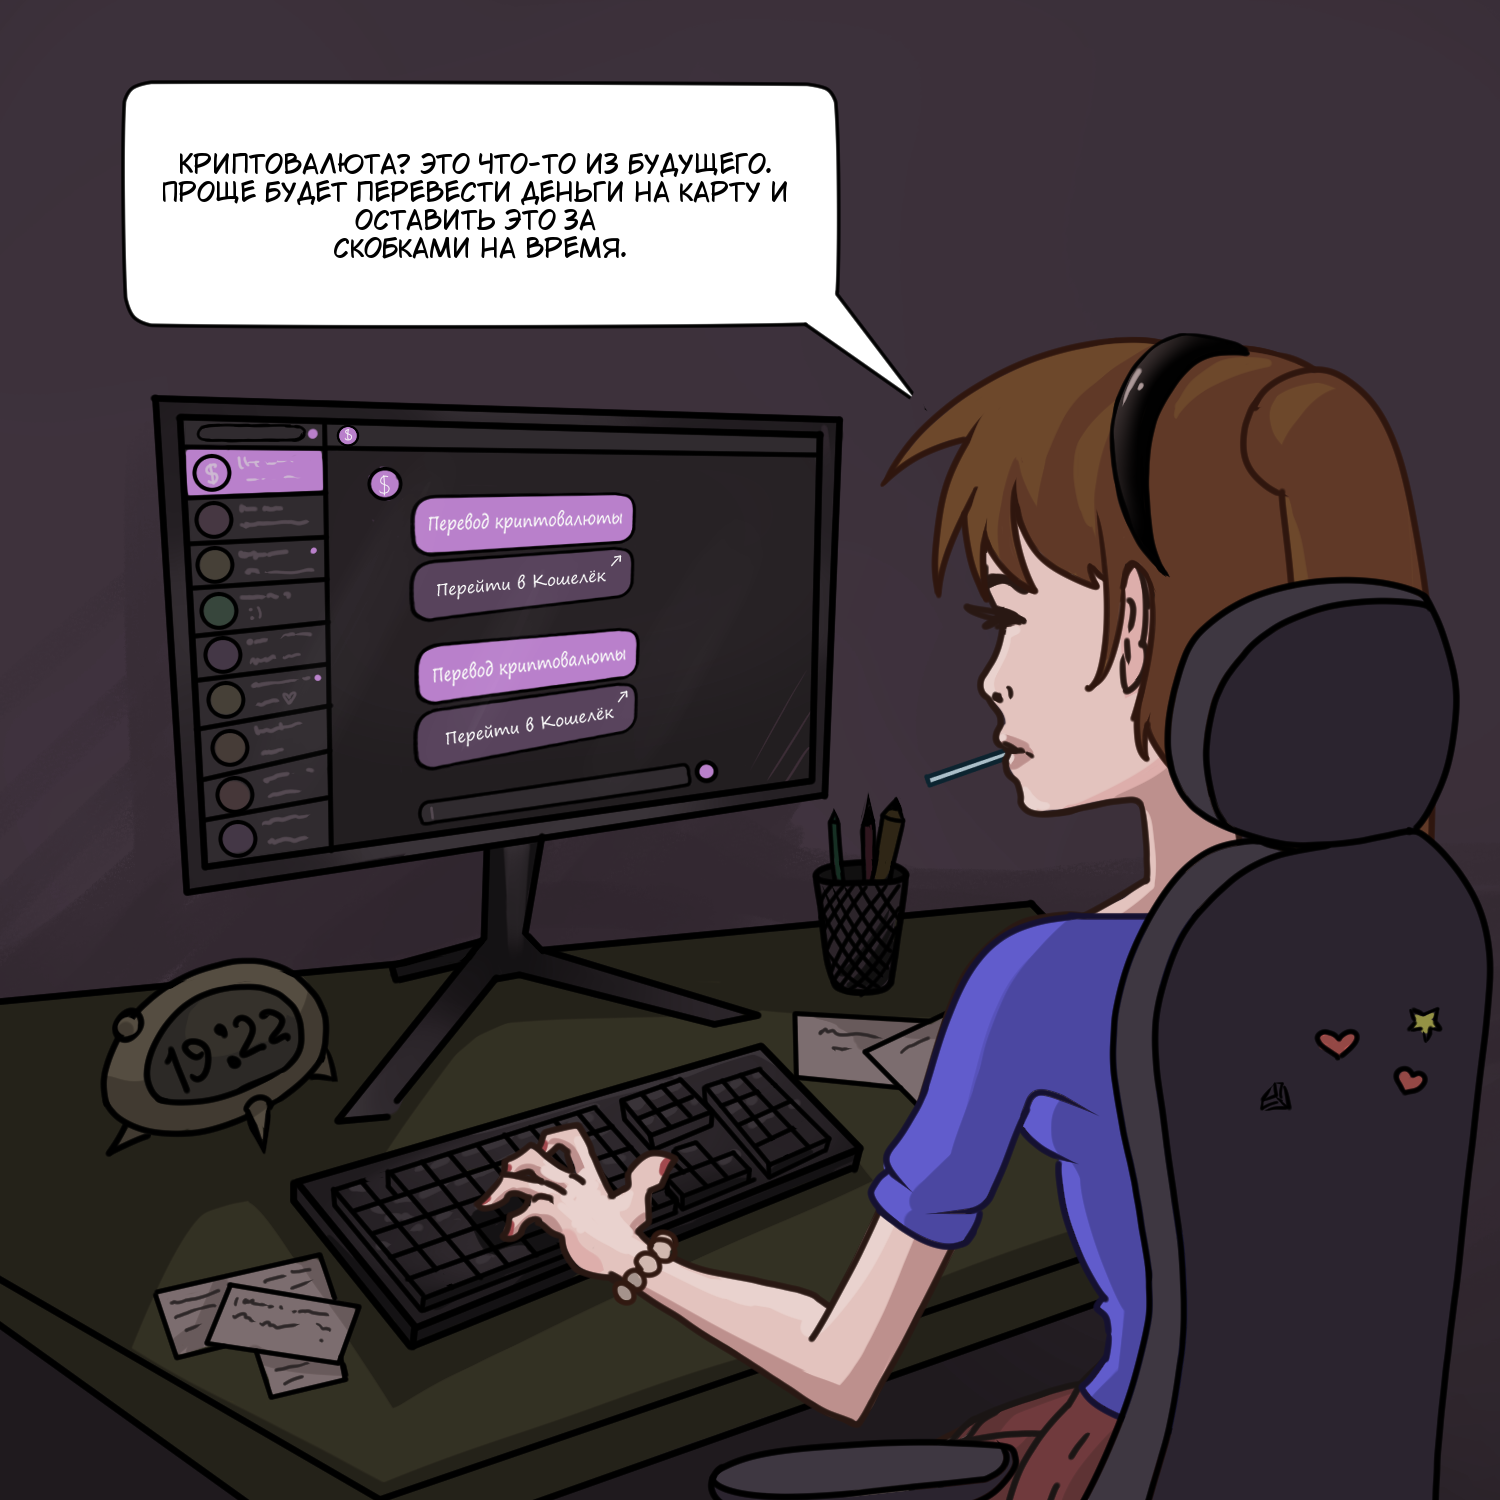 КРИПТОВАЛЮТА? ЭТО ЧТО-ТО ИЗ БУДУЩЕГО.
ПРОЩЕ БУДЕТ ПЕРЕВЕСТИ ДЕНЬГИ НА КАРТУ И
ОСТАВИТЬ ЭТО ЗА
СКОБКАМИ НА ВРЕМЯ.
$
$
$
Перевод криптовалюты
Перейти в Кошелёк
:)
Перевод криптовалюты
Перейти в Кошелёк
19:22